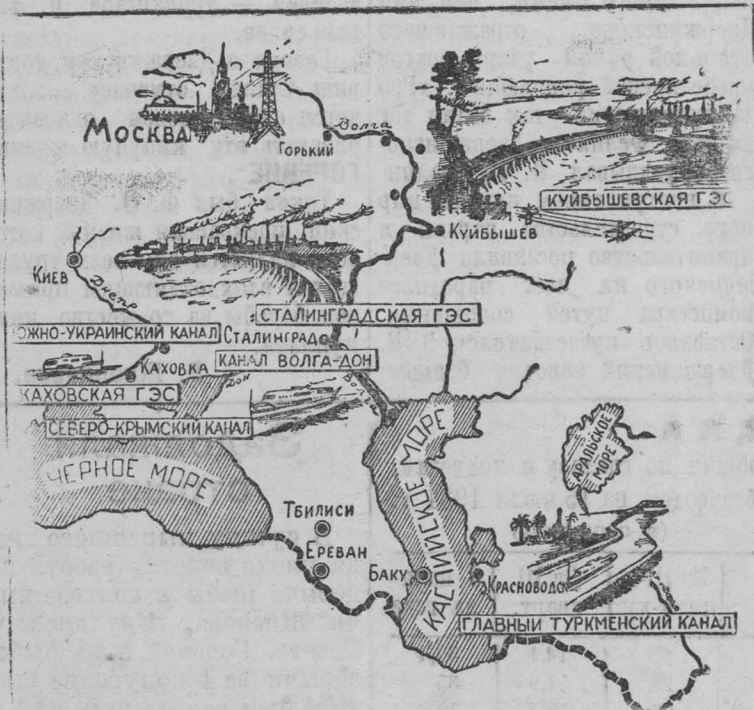 МОСКВА
ГОРЬКИЙ
Волга
КУЙБЫШЕВСКАЯ ГЭС
КУЙБЫШЕВ
КИЕВ
Днепр
СТАЛИНГРАДСКАЯ ГЭС
ЮЖНО-УКРАИНСКИЙ КАНАЛ
СТАЛИНГРАД
КАНАЛ ВОЛГА-ДОН
КАХОВКА
Дон
Волга
КАХОВСКАЯ ГЭС
СЕВЕРО-КРЫМСКИЙ КАНАЛ
ЧЕРНОЕ МОРЕ
КАСПИЙСКОЕ МОРЕ
АРАЛЬСКОЕ МОРЕ
ТБИЛИСИ
ЕРЕВАН
БАКУ
КРАСНОВОДСК
ГЛАВНЫЙ ТУРКМЕНСКИЙ КАНАЛ